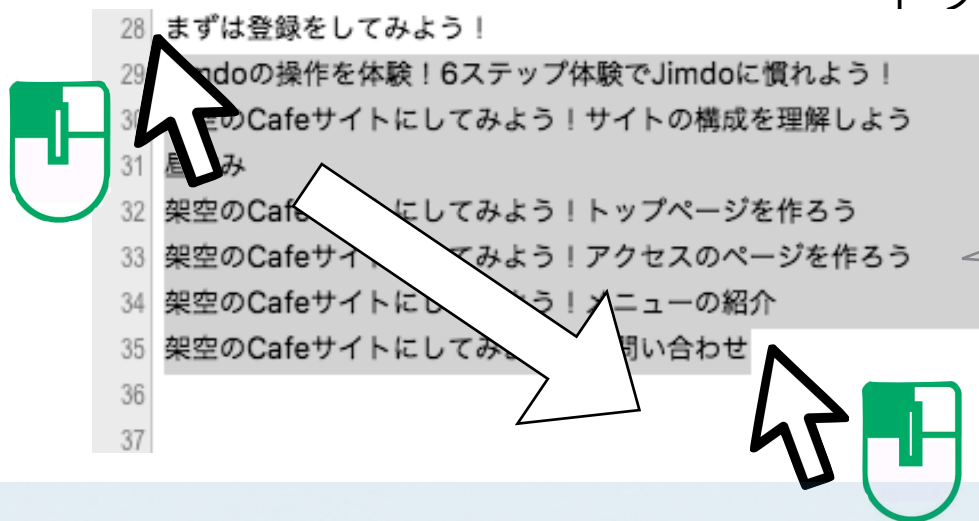 28 まずは登録をしてみよう！
29 mdoの操作を体験！6ステップ体験でJimdoに慣れよう！
30 のCafeサイトにしてみよう！サイトの構成を理解しよう
31 み
32 架空のCafe にしてみよう！トップページを作ろう
33 架空のCafeサイ てみよう！アクセスのページを作ろう
34 架空のCafeサイトにし う！メニューの紹介
35 架空のCafeサイトにしてみ 問い合わせ
36
37